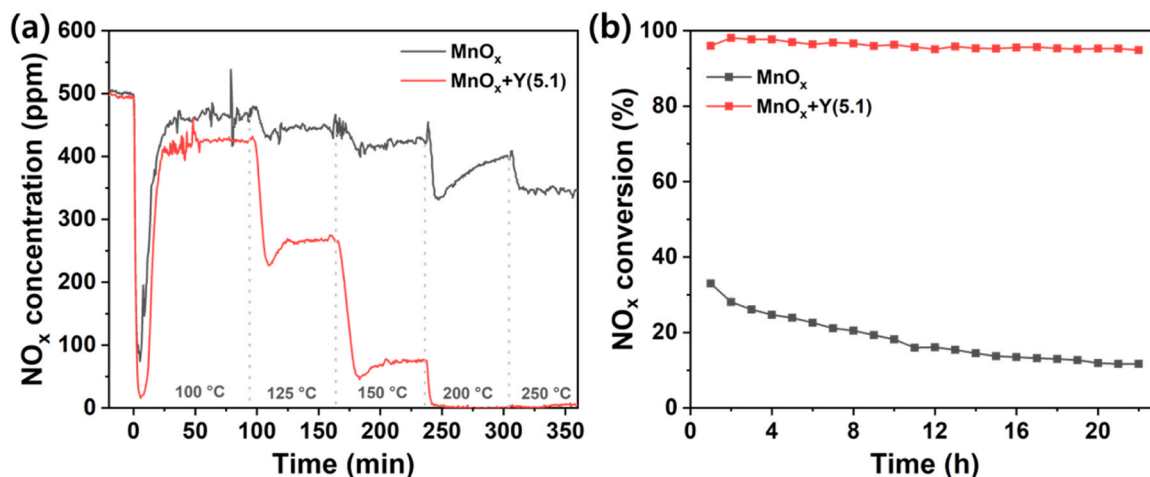 (a)
600
500
400
300
200
100
0
NOx concentration (ppm)
MnOx
MnOx+Y(5.1)
100 °C 125 °C 150 °C 200 °C 250 °C
0 50 100 150 200 250 300 350
Time (min)
(b)
100
80
60
40
20
0
NOx conversion (%)
MnOx
MnOx+Y(5.1)
0 4 8 12 16 20
Time (h)